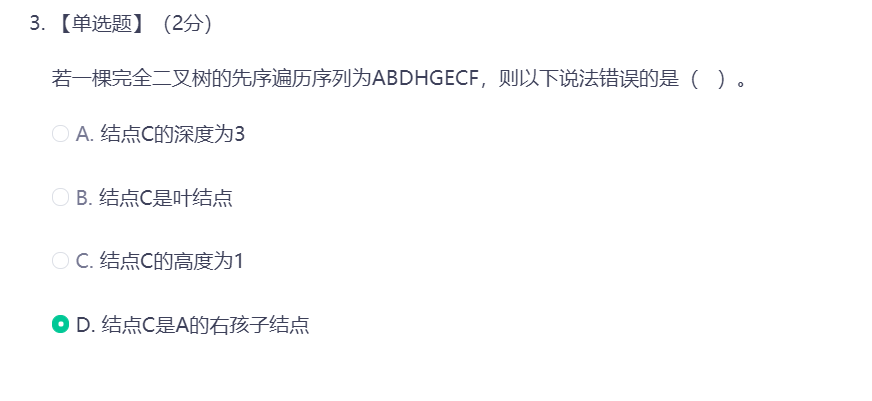 3. 【单选题】（2分）
若一棵完全二叉树的先序遍历序列为ABDHGECF，则以下说法错误的是（ ）。
A. 结点C的深度为3
B. 结点C是叶结点
C. 结点C的高度为1
D. 结点C是A的右孩子结点